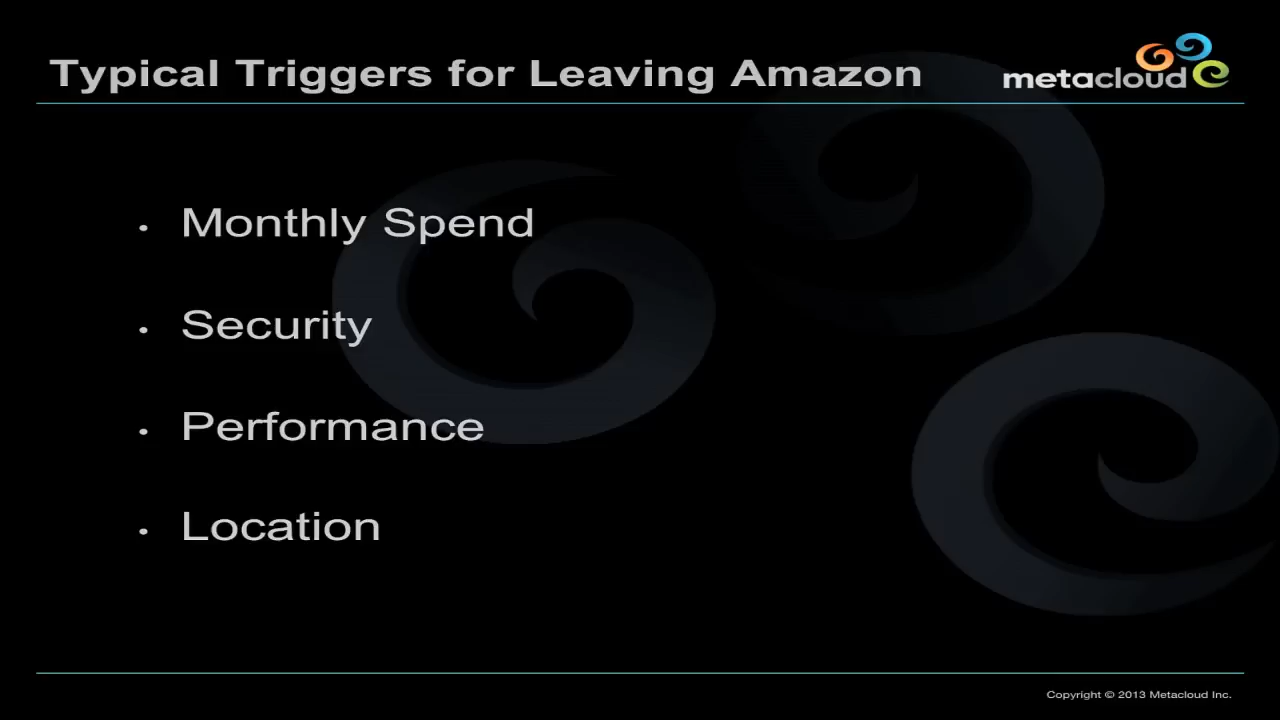 Typical Triggers for Leaving Amazon
metacloud
· Monthly Spend
· Security
· Performance
· Location
Copyright © 2013 Metacloud Inc.